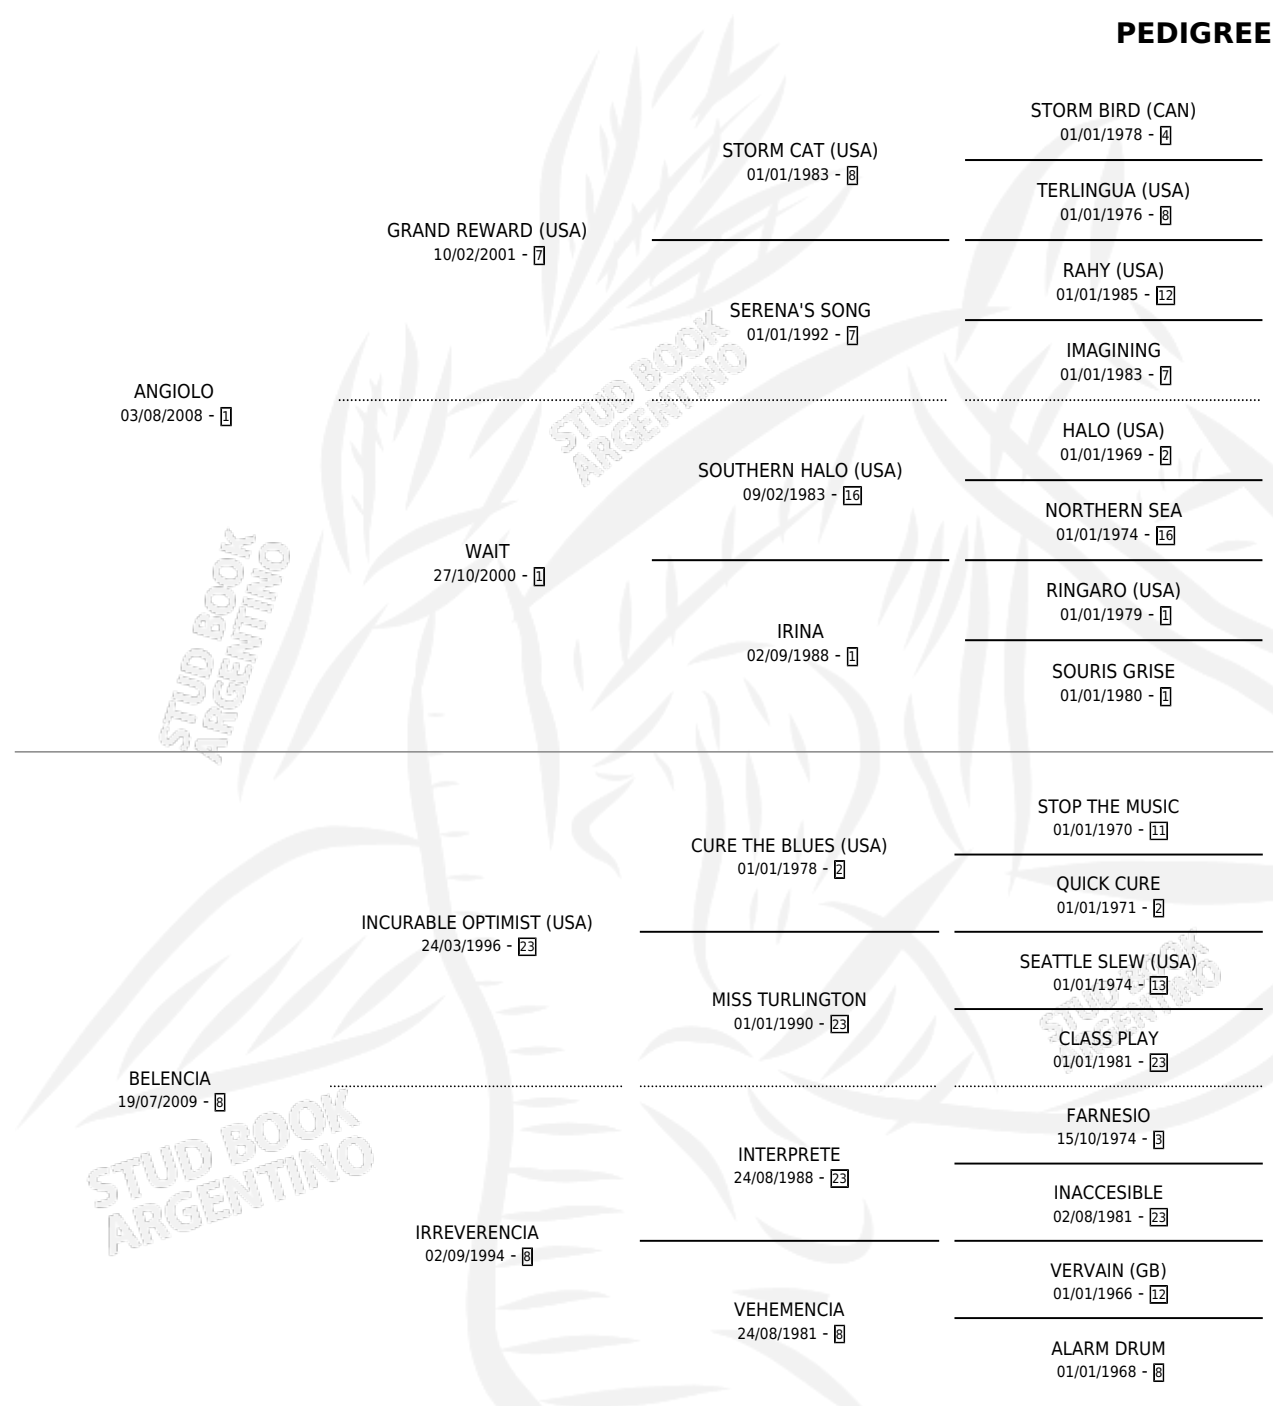 PEDIGREE
STORM BIRD (CAN)
01/01/1978 - 4
STORM CAT (USA)
01/01/1983 - 8
TERLINGUA (USA)
01/01/1976 - 8
GRAND REWARD (USA)
10/02/2001 - 7
RAHY (USA)
01/01/1985 - 12
SERENA'S SONG
01/01/1992 - 7
IMAGINING
01/01/1983 - 7
ANGIOLO
03/08/2008 - 1
STUD BOOK
ARGENTINO
HALO (USA)
01/01/1969 - 2
SOUTHERN HALO (USA)
09/02/1983 - 16
NORTHERN SEA
01/01/1974 - 16
WAIT
27/10/2000 - 1
RINGARO (USA)
01/01/1979 - 1
IRINA
02/09/1988 - 1
SOURIS GRISE
01/01/1980 - 1
STUD BOOK
ARGENTINO
STOP THE MUSIC
01/01/1970 - 11
CURE THE BLUES (USA)
01/01/1978 - 2
QUICK CURE
01/01/1971 - 2
INCURABLE OPTIMIST (USA)
24/03/1996 - 23
SEATTLE SLEW (USA)
01/01/1974 - 13
MISS TURLINGTON
01/01/1990 - 23
STUD BOOK
ARGENTINO
CLASS PLAY
01/01/1981 - 23
BELENCIA
19/07/2009 - 8
FARNESIO
15/10/1974 - 3
INTERPRETE
24/08/1988 - 23
INACCESIBLE
02/08/1981 - 23
STUD BOOK
ARGENTINO
IRREVERENCIA
02/09/1994 - 8
VERVAIN (GB)
01/01/1966 - 12
VEHEMENCIA
24/08/1981 - 8
ALARM DRUM
01/01/1968 - 8